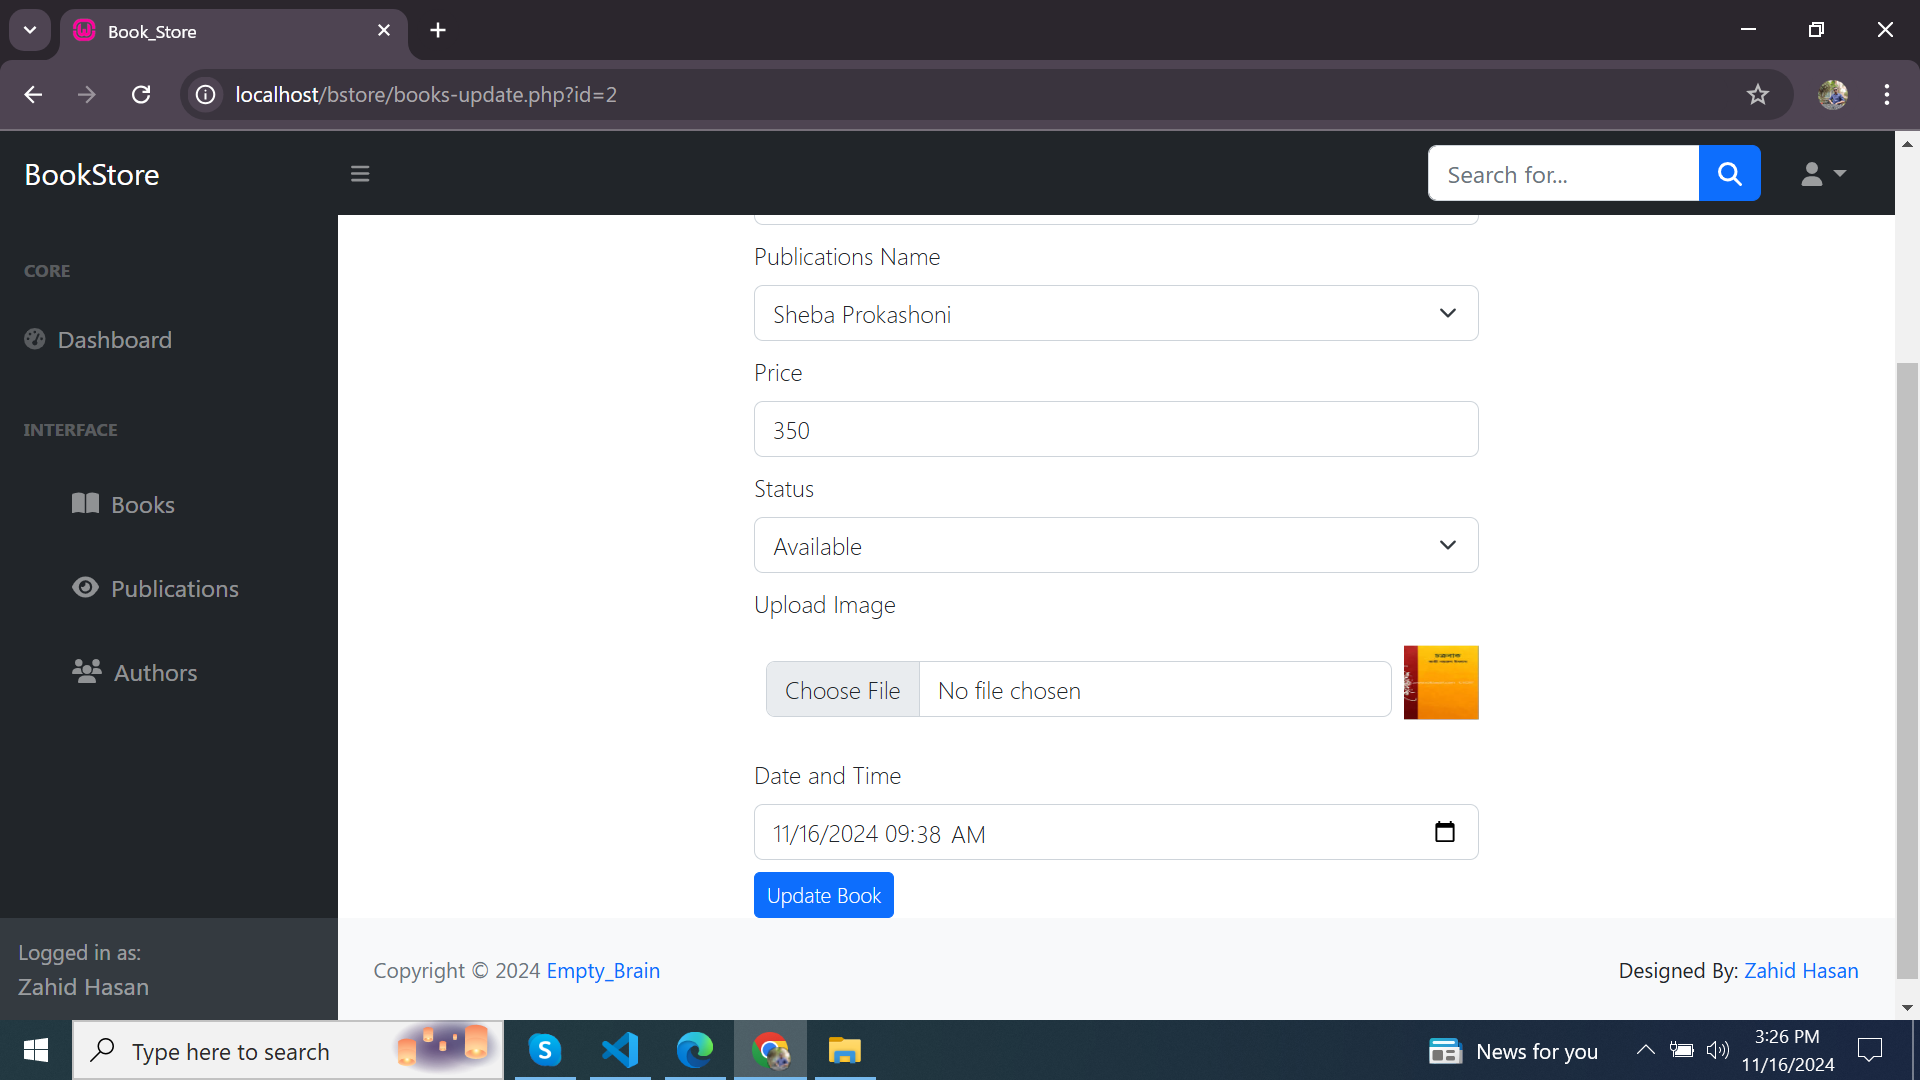 Book_Store
localhost/bstore/books-update.php?id=2
BookStore
Search for...
CORE
Dashboard
INTERFACE
Books
Publications
Authors
Logged in as:
Zahid Hasan
Publications Name
Sheba Prokashoni
Price
350
Status
Available
Upload Image
Choose File No file chosen
Date and Time
11/16/2024 09:38 AM
Update Book
Copyright © 2024 Empty_Brain
Designed By: Zahid Hasan
Type here to search
News for you
3:26 PM
11/16/2024